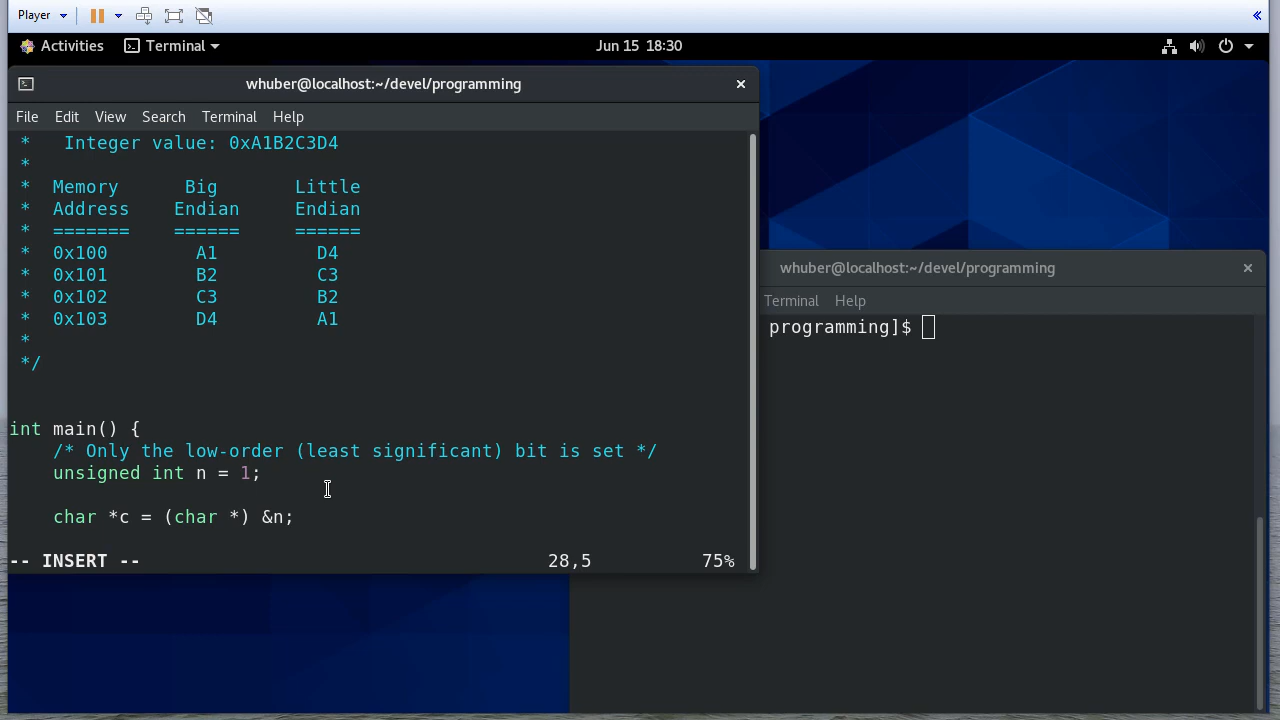 Player
Activities Terminal Jun 15 18:30
whuber@localhost:~/devel/programming
File Edit View Search Terminal Help
*   Integer value: 0xA1B2C3D4
*
*  Memory      Big       Little
*  Address    Endian     Endian
*  =======    ======     ======
*  0x100        A1         D4
*  0x101        B2         C3
*  0x102        C3         B2
*  0x103        D4         A1
*
*/
int main() {
    /* Only the low-order (least significant) bit is set */
    unsigned int n = 1;
    char *c = (char *) &n;
-- INSERT -- 28,5 75%
whuber@localhost:~/devel/programming
Terminal Help
programming]$